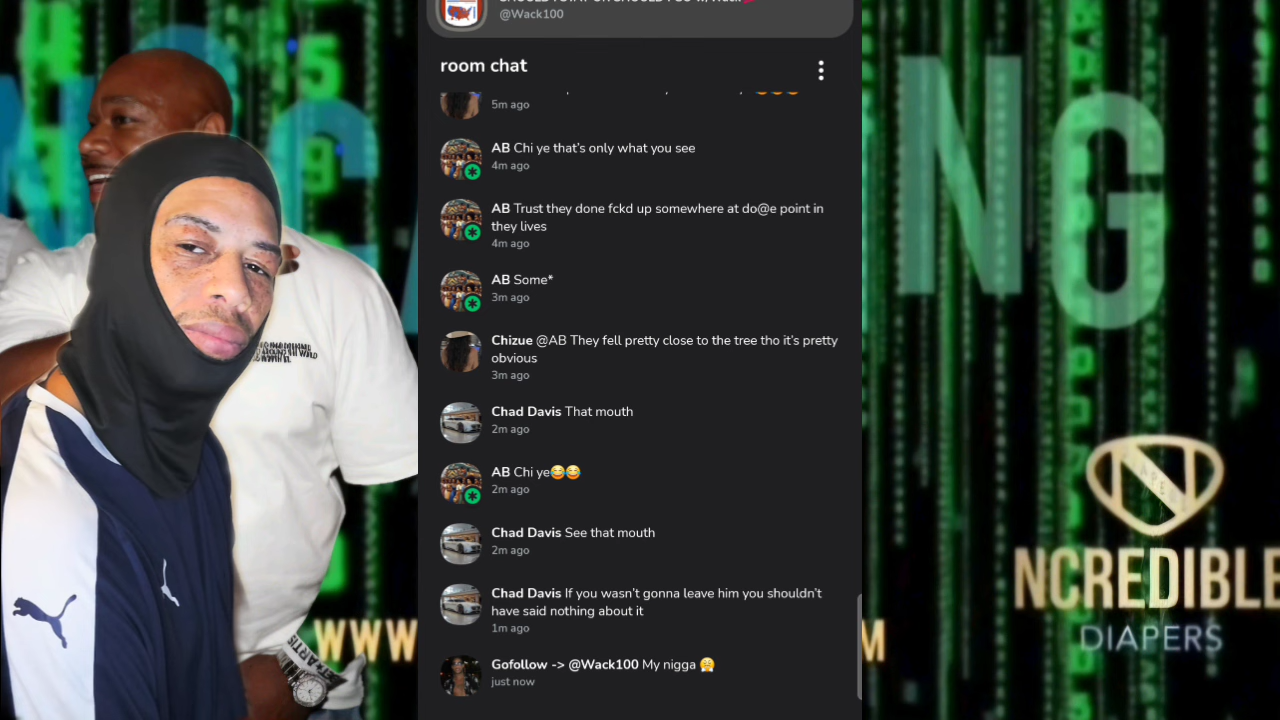 @Wack100
room chat
5m ago
AB Chi ye that's only what you see
4m ago
AB Trust they done fckd up somewhere at do@e point in
they lives
4m ago
AB Some*
3m ago
Chizue @AB They fell pretty close to the tree tho it's pretty
obvious
3m ago
Chad Davis That mouth
2m ago
AB Chi ye😂😂
2m ago
Chad Davis See that mouth
2m ago
Chad Davis If you wasn't gonna leave him you shouldn't
have said nothing about it
1m ago
Gofollow -> @Wack100 My nigga 😤
just now
NG
NCREDIBLE
DIAPERS
WWW